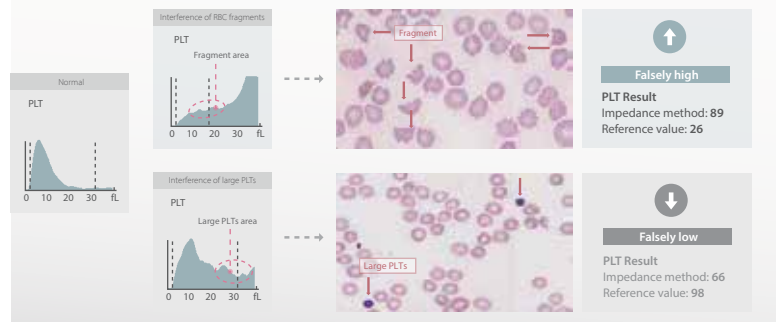 Normal
PLT
0 10 20 30 fL
Interference of RBC fragments
PLT
Fragment area
0 10 20 30 fL
Fragment
Falsely high
PLT Result
Impedance method: 89
Reference value: 26
Interference of large PLTs
PLT
Large PLTs area
0 10 20 30 fL
Large PLTs
Falsely low
PLT Result
Impedance method: 66
Reference value: 98